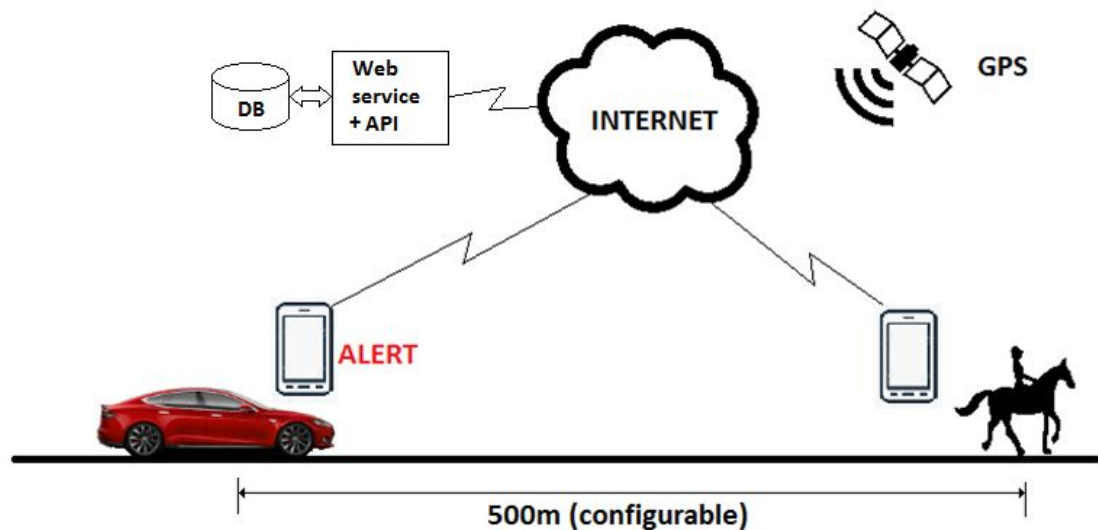 GPS
Web
service
+ API
DB
INTERNET
ALERT
500m (configurable)